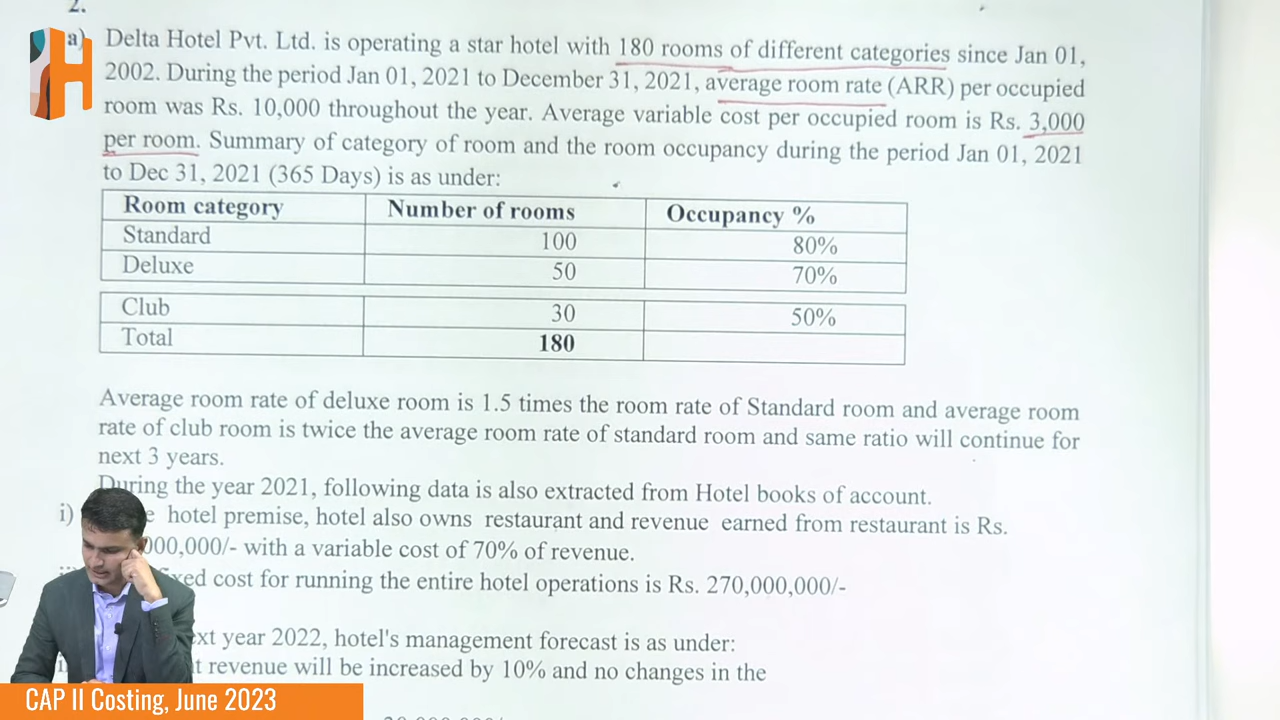 2.
a) Delta Hotel Pvt. Ltd. is operating a star hotel with 180 rooms of different categories since Jan 01,
2002. During the period Jan 01, 2021 to December 31, 2021, average room rate (ARR) per occupied
room was Rs. 10,000 throughout the year. Average variable cost per occupied room is Rs. 3,000
per room. Summary of category of room and the room occupancy during the period Jan 01, 2021
to Dec 31, 2021 (365 Days) is as under:
Room category Number of rooms Occupancy %
Standard 100 80%
Deluxe 50 70%
Club 30 50%
Total 180
Average room rate of deluxe room is 1.5 times the room rate of Standard room and average room
rate of club room is twice the average room rate of standard room and same ratio will continue for
next 3 years.
During the year 2021, following data is also extracted from Hotel books of account.
i) hotel premise, hotel also owns restaurant and revenue earned from restaurant is Rs.
000,000/- with a variable cost of 70% of revenue.
cost for running the entire hotel operations is Rs. 270,000,000/-
year 2022, hotel's management forecast is as under:
revenue will be increased by 10% and no changes in the
H
CAP II Costing, June 2023